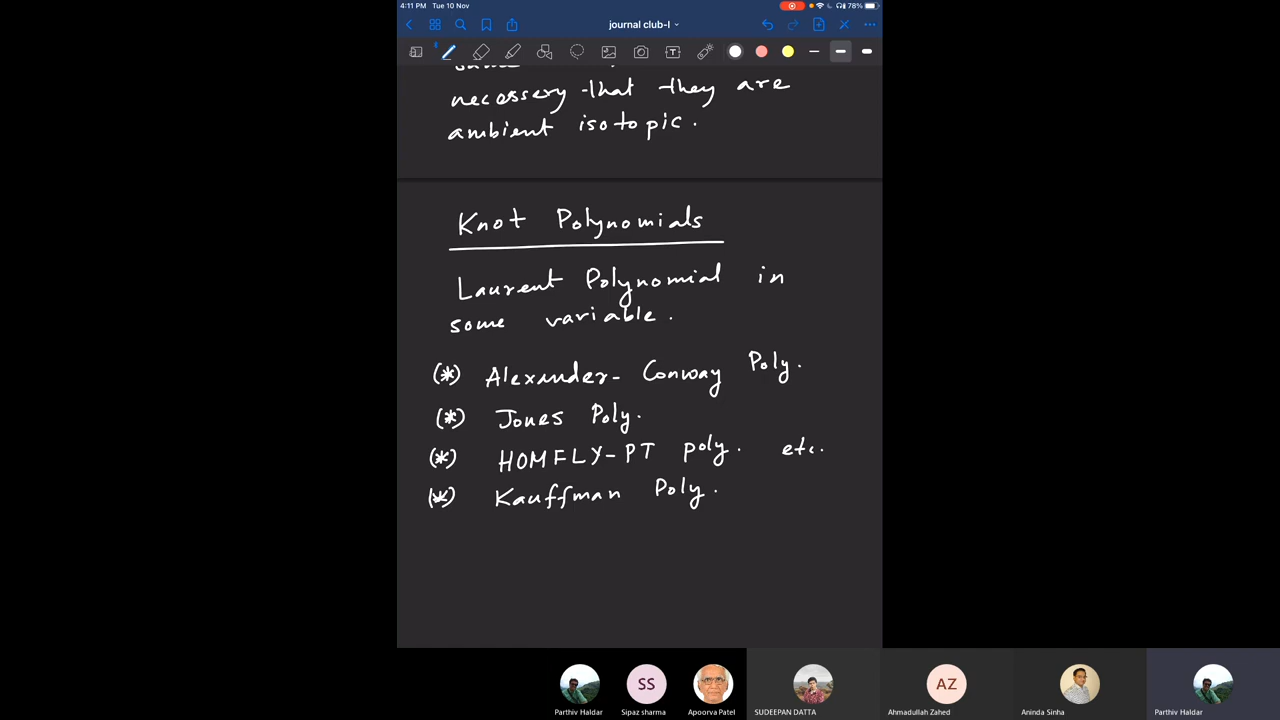 4:11 PM Tue 10 Nov
78%
journal club-I
necessery that they are
ambient isotopic.
Knot Polynomials
Laurent Polynomial in
some variable.
(*) Alexander-Conway Poly.
(*) Jones Poly.
(*) HOMFLY-PT poly. etc.
(*) Kauffman Poly.
SS
AZ
Parthiv Haldar
Sipaz sharma
Apoorva Patel
SUDEEPAN DATTA
Ahmadullah Zahed
Aninda Sinha
Parthiv Haldar